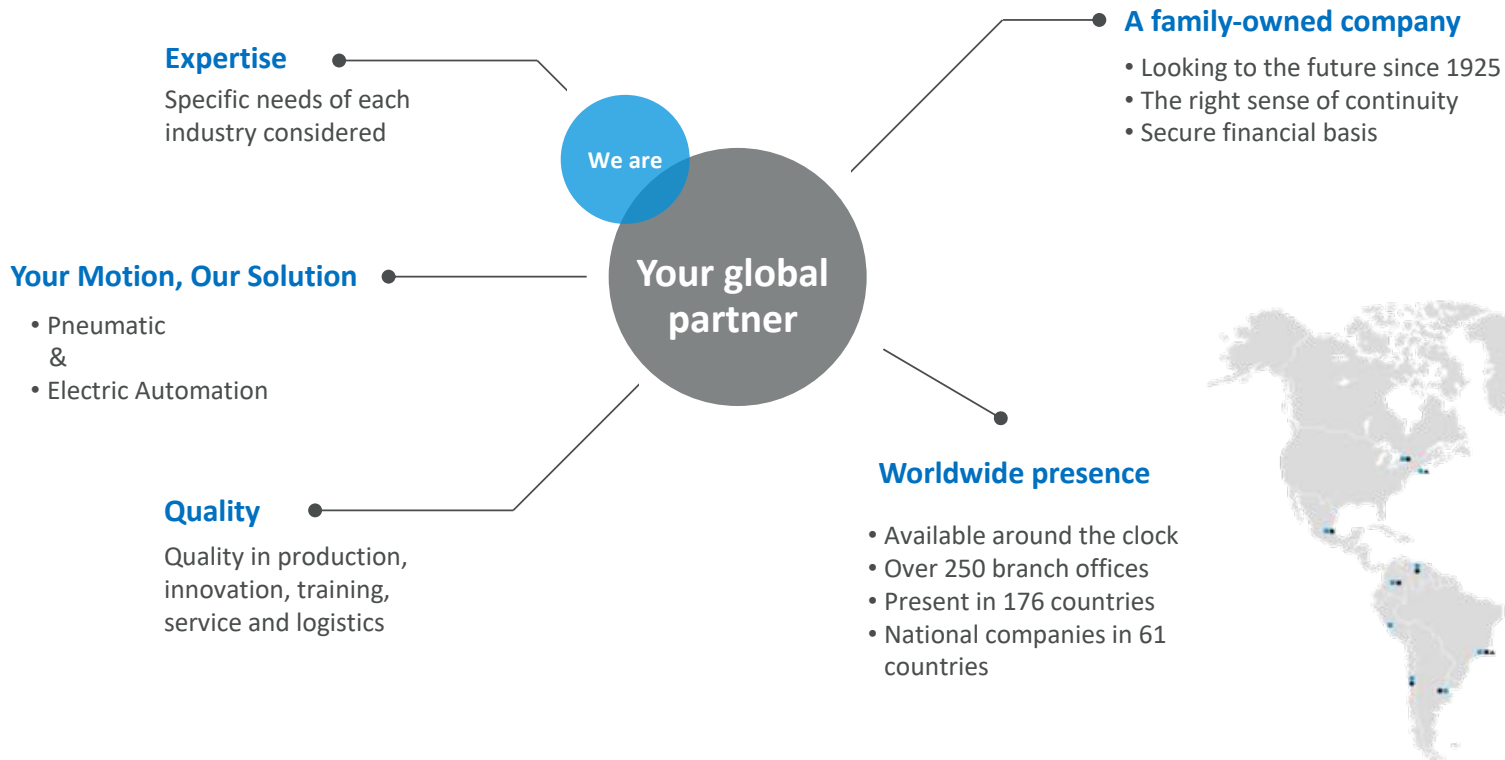 Expertise
Specific needs of each
industry considered
We are
Your global
partner
A family-owned company
• Looking to the future since 1925
• The right sense of continuity
• Secure financial basis
Your Motion, Our Solution
• Pneumatic
&
• Electric Automation
Quality
Quality in production,
innovation, training,
service and logistics
Worldwide presence
• Available around the clock
• Over 250 branch offices
• Present in 176 countries
• National companies in 61
countries